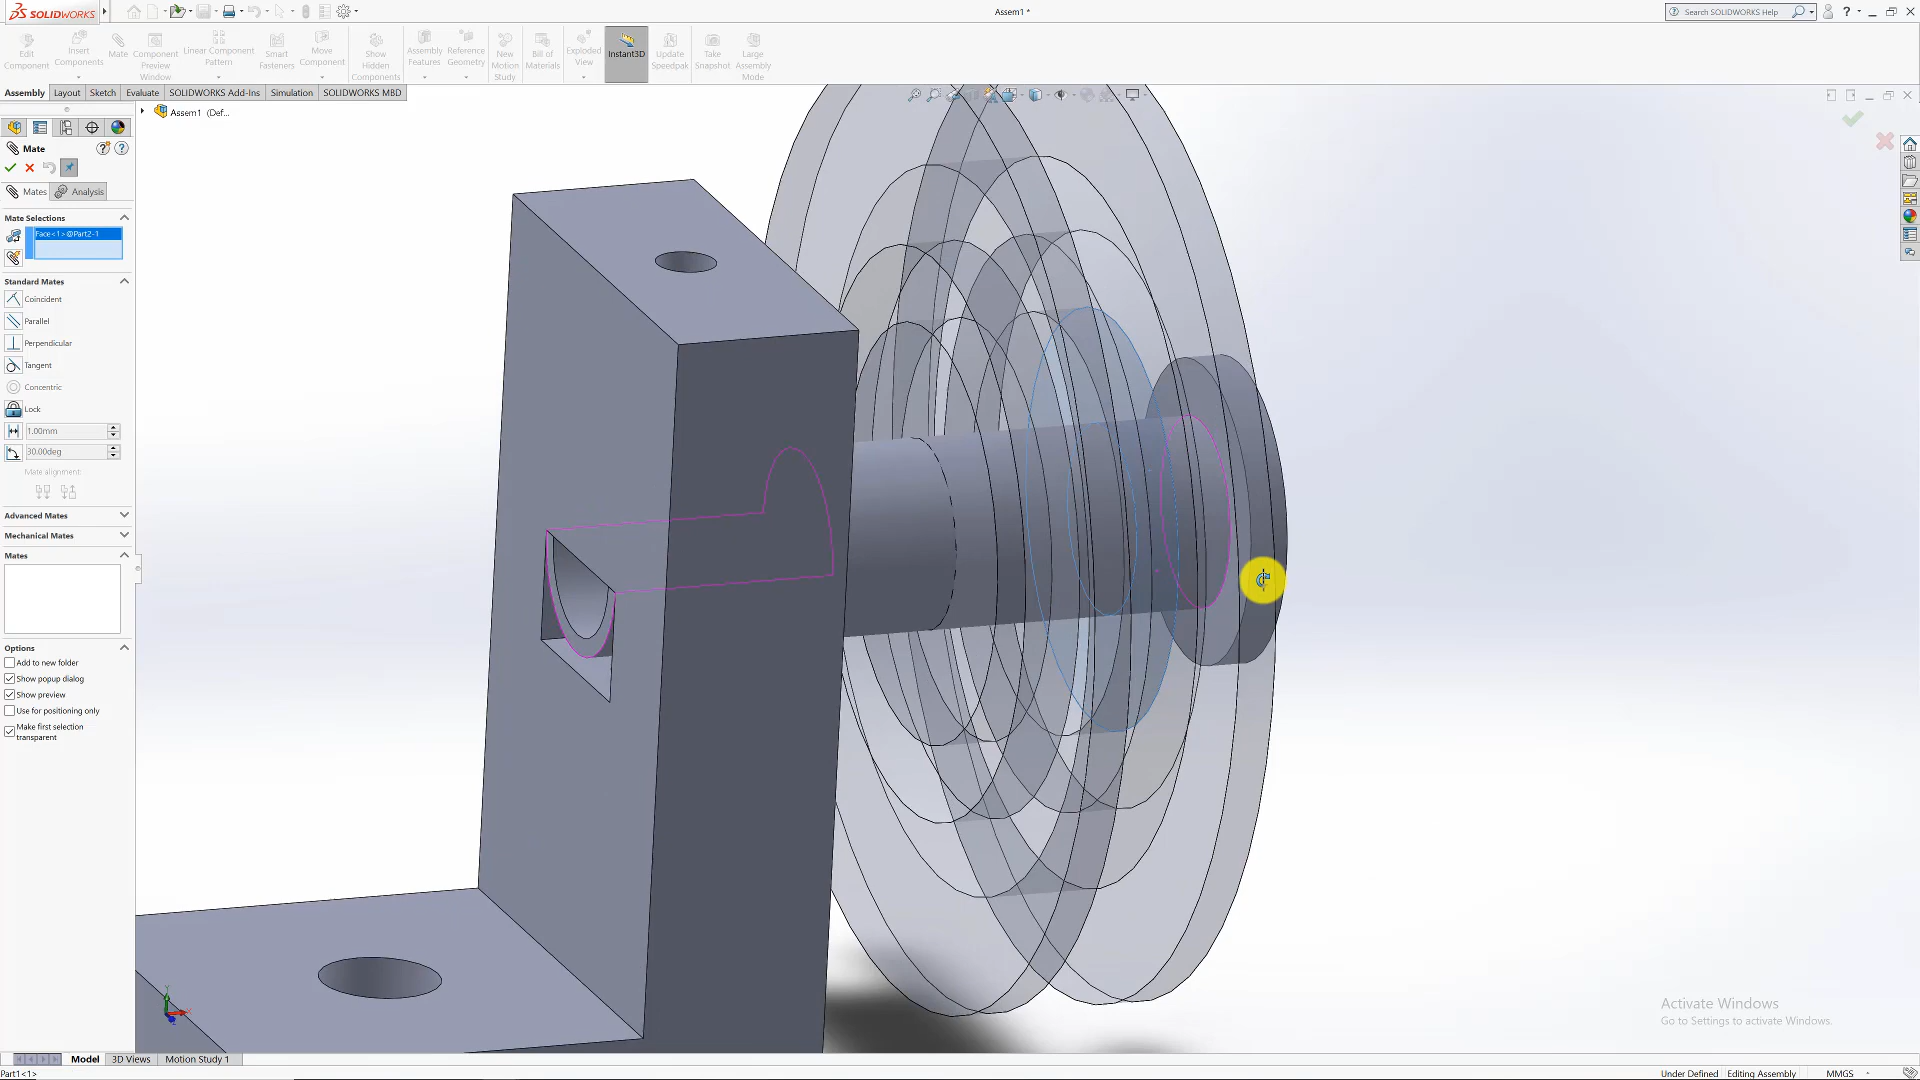 SOLIDWORKS
Assem1 *
Search SOLIDWORKS Help
Edit Component
Insert Components
Mate
Component Preview Window
Linear Component Pattern
Smart Fasteners
Move Component
Show Hidden Components
Assembly Features
Reference Geometry
New Motion Study
Bill of Materials
Exploded View
Instant3D
Update Speedpak
Take Snapshot
Large Assembly Mode
Assembly
Layout
Sketch
Evaluate
SOLIDWORKS Add-Ins
Simulation
SOLIDWORKS MBD
Assem1 (Def...
Mate
Mates
Analysis
Mate Selections
Face<1>@Part2-1
Standard Mates
Coincident
Parallel
Perpendicular
Tangent
Concentric
Lock
1.00mm
30.00deg
Mate alignment:
Advanced Mates
Mechanical Mates
Mates
Options
Add to new folder
Show popup dialog
Show preview
Use for positioning only
Make first selection
transparent
Activate Windows
Go to Settings to activate Windows.
Model
3D Views
Motion Study 1
Part1<1>
Under Defined
Editing Assembly
MMGS